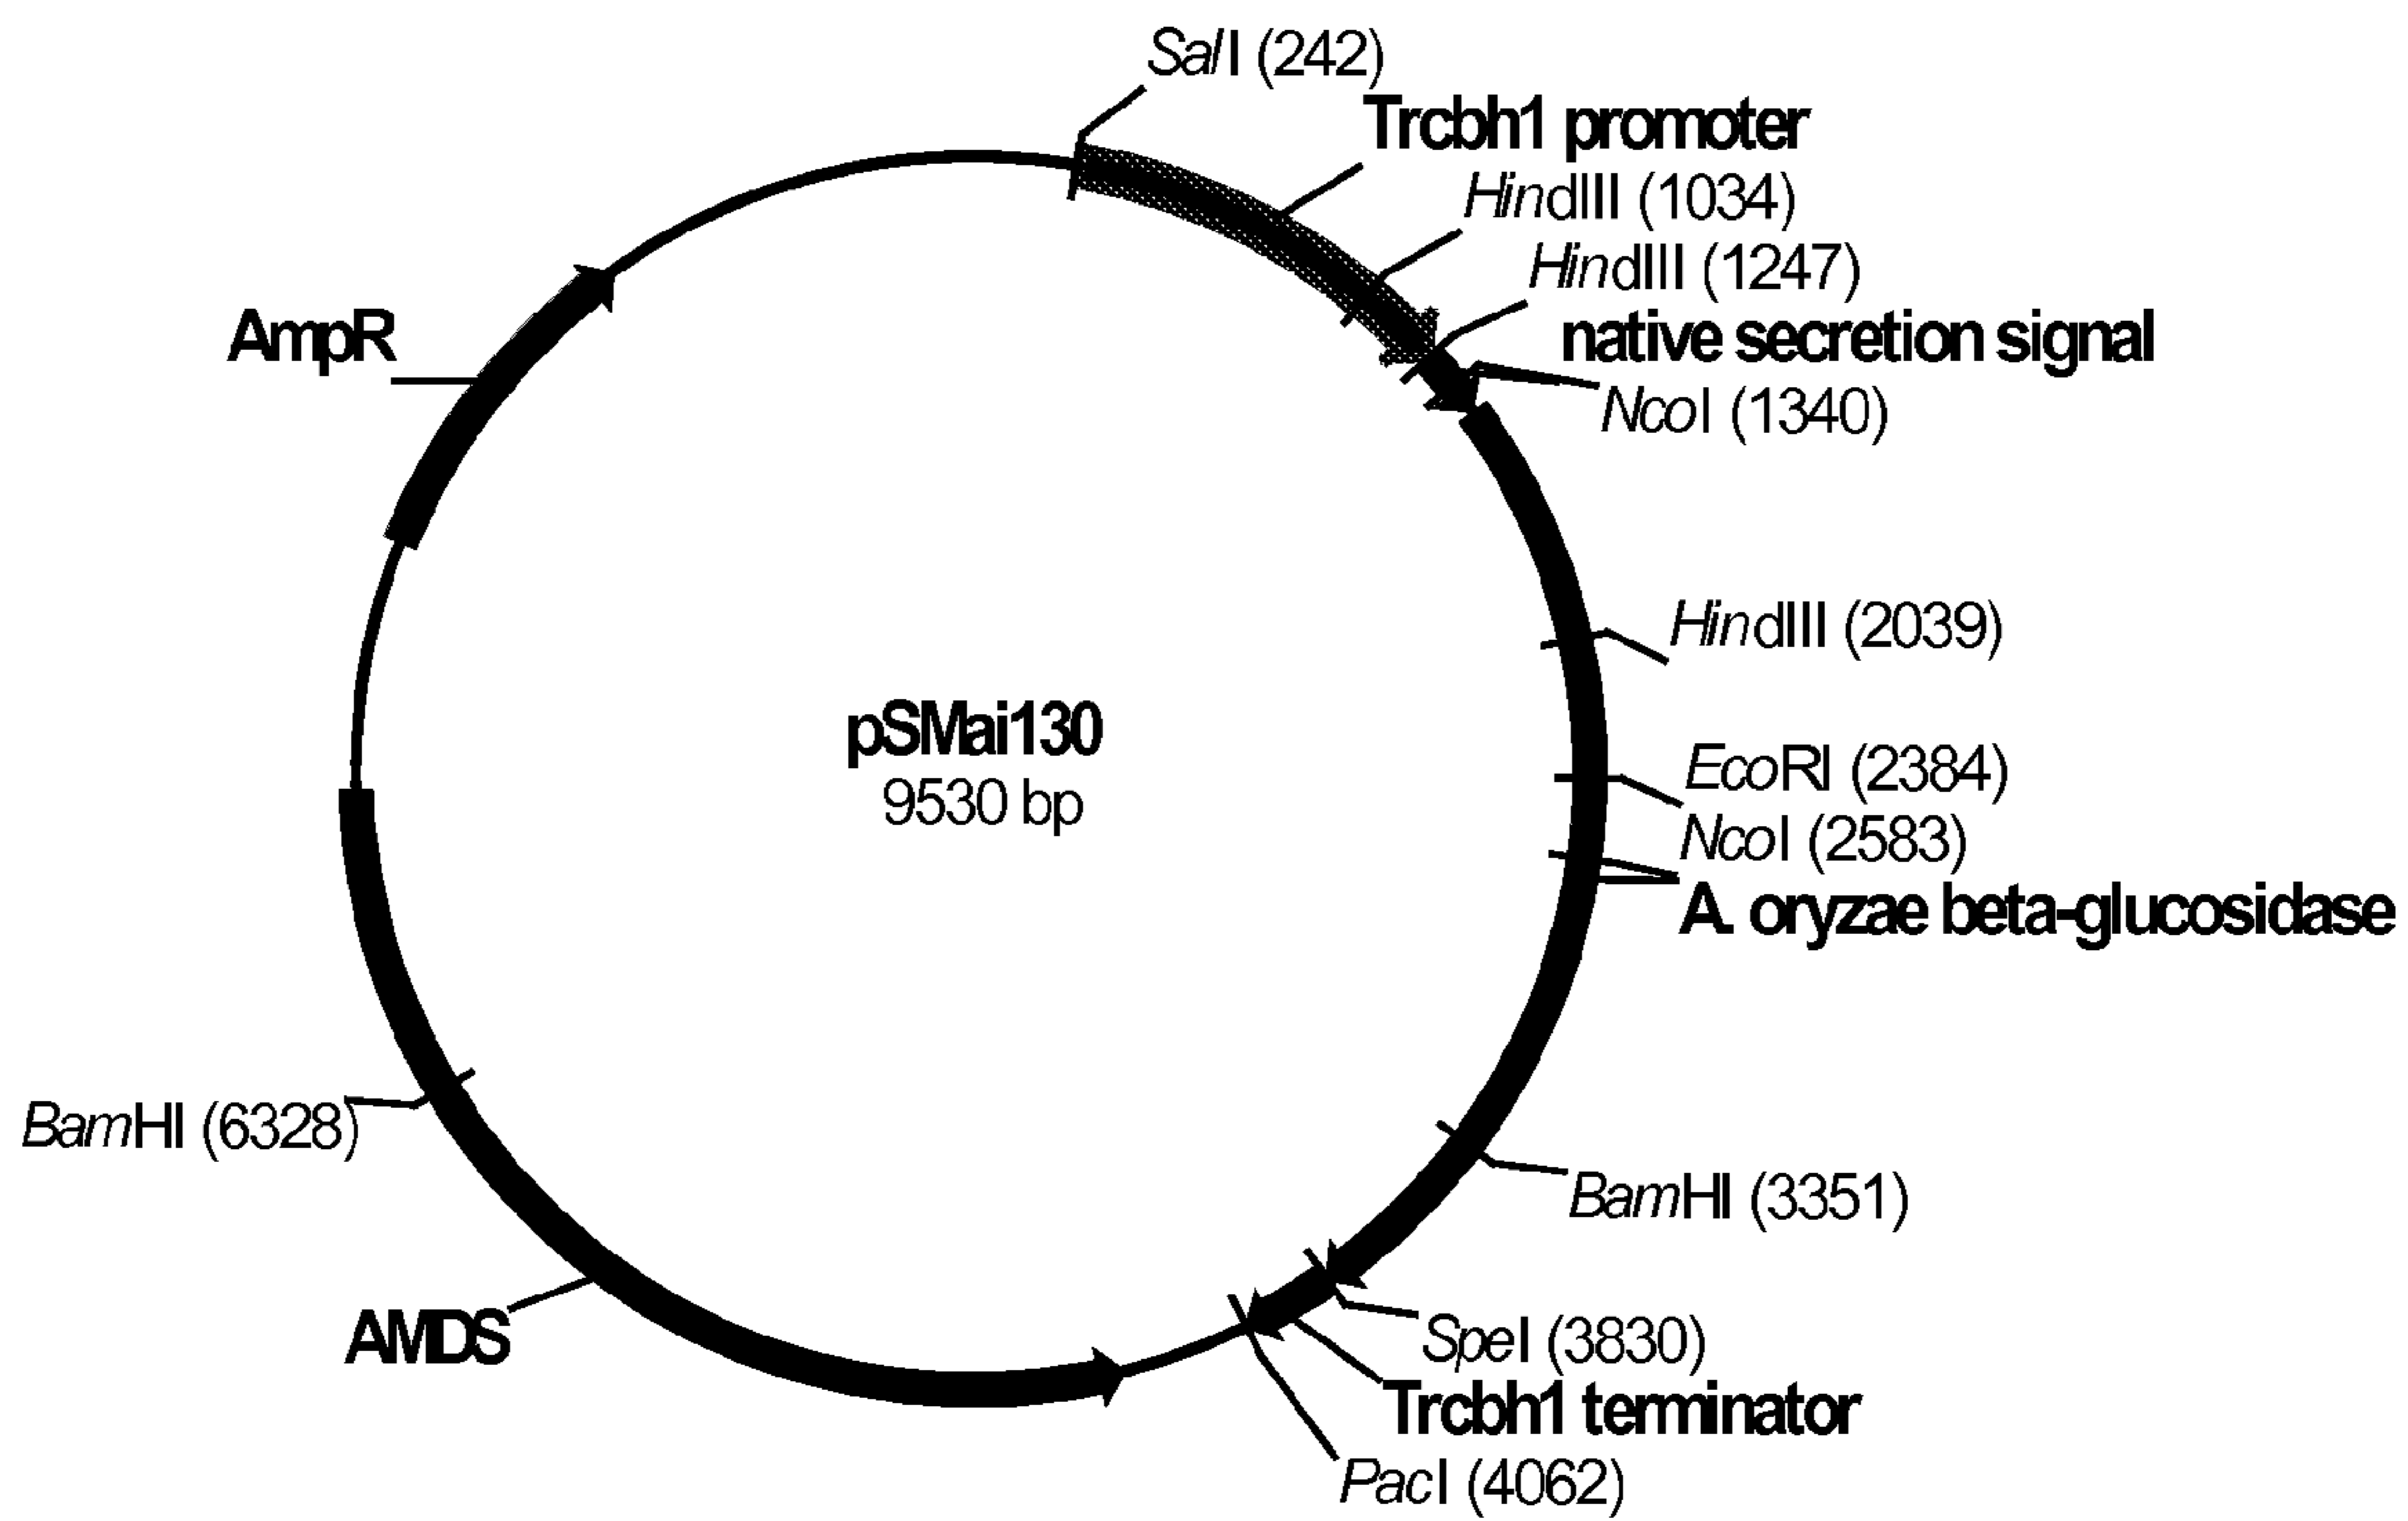 SalI (242)
Trcbh1 promoter
HindIII (1034)
HindIII (1247)
native secretion signal
NcoI (1340)
AmpR
HindIII (2039)
pSMai130
9530 bp
EcoRI (2384)
NcoI (2583)
A. oryzae beta-glucosidase
BamHI (6328)
BamHI (3351)
AMDS
SpeI (3830)
Trcbh1 terminator
PacI (4062)